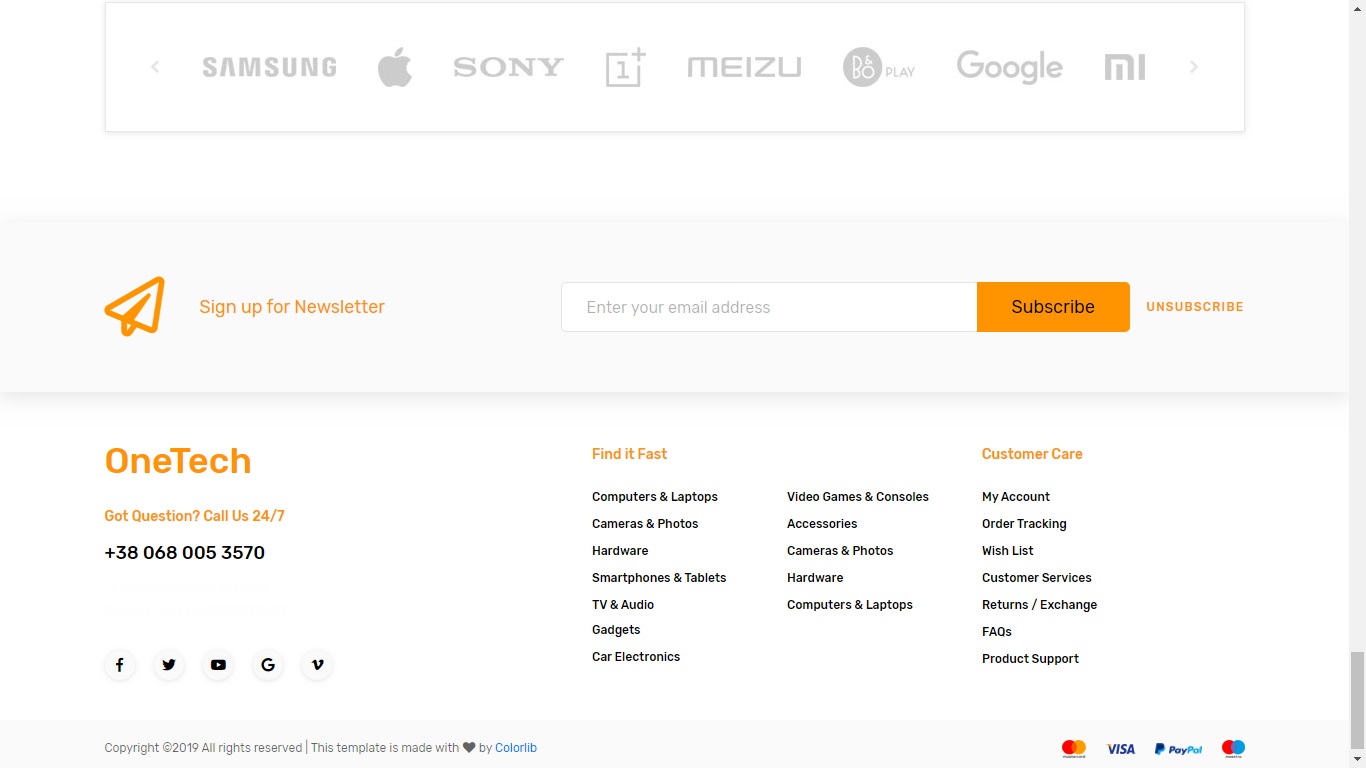 SAMSUNG SONY 1+ MEIZU B&O PLAY Google MI
Sign up for Newsletter
Enter your email address
Subscribe
UNSUBSCRIBE
OneTech
Got Question? Call Us 24/7
+38 068 005 3570
Find it Fast
Computers & Laptops
Cameras & Photos
Hardware
Smartphones & Tablets
TV & Audio
Gadgets
Car Electronics
Video Games & Consoles
Accessories
Cameras & Photos
Hardware
Computers & Laptops
Customer Care
My Account
Order Tracking
Wish List
Customer Services
Returns / Exchange
FAQs
Product Support
Copyright ©2019 All rights reserved | This template is made with ♥ by Colorlib
VISA
PayPal